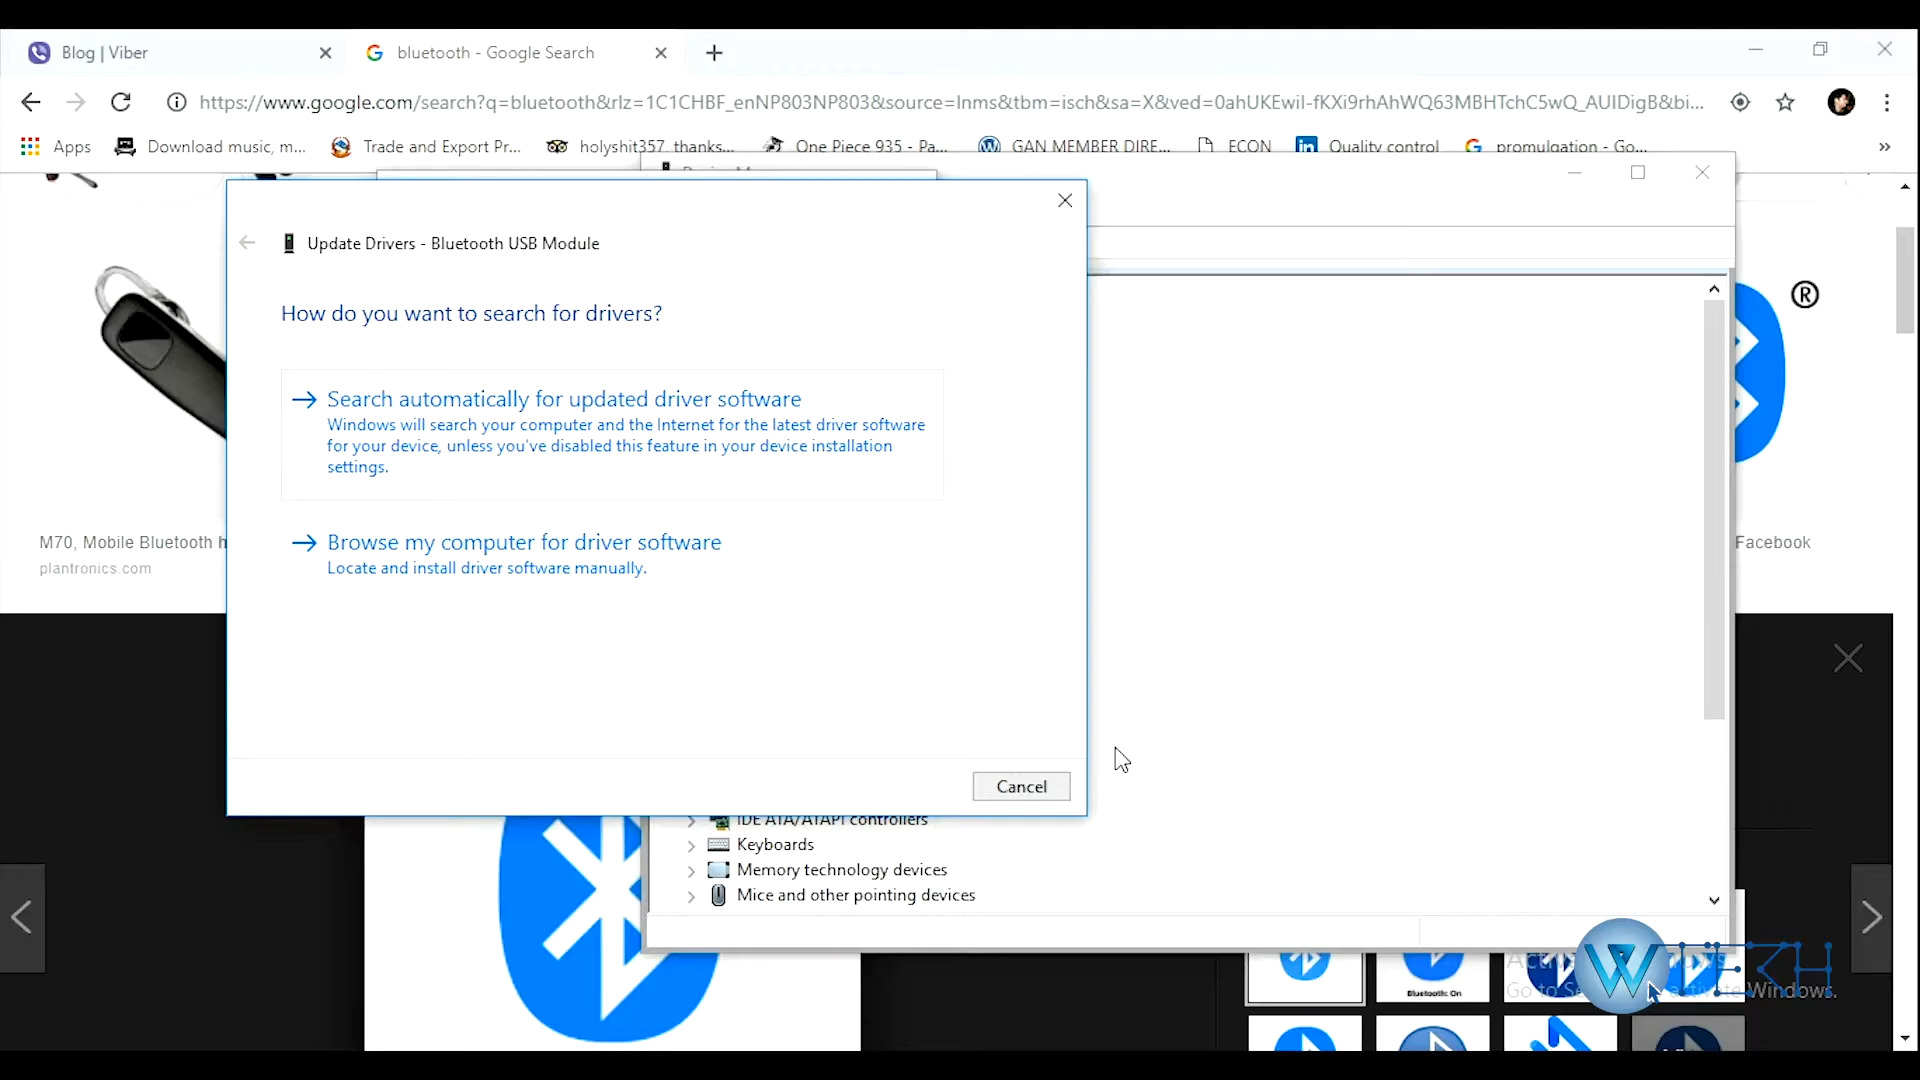 Blog | Viber
bluetooth - Google Search
https://www.google.com/search?q=bluetooth&rlz=1C1CHBF_enNP803NP803&source=lnms&tbm=isch&sa=X&ved=0ahUKEwiI-fKXi9rhAhWQ63MBHTchC5wQ_AUIDigB&bi...
Apps
Download music, m...
Trade and Export Pr...
holyshit357, thanks...
One Piece 935 - Pa...
GAN MEMBER DIRE...
ECON
Quality control
promulgation - Go...
Update Drivers - Bluetooth USB Module
How do you want to search for drivers?
Search automatically for updated driver software
Windows will search your computer and the Internet for the latest driver software
for your device, unless you've disabled this feature in your device installation
settings.
Browse my computer for driver software
Locate and install driver software manually.
Cancel
®
M70, Mobile Bluetooth h
plantronics.com
Facebook
IDE ATA/ATAPI controllers
Keyboards
Memory technology devices
Mice and other pointing devices
Bluetooth: On
Windows.